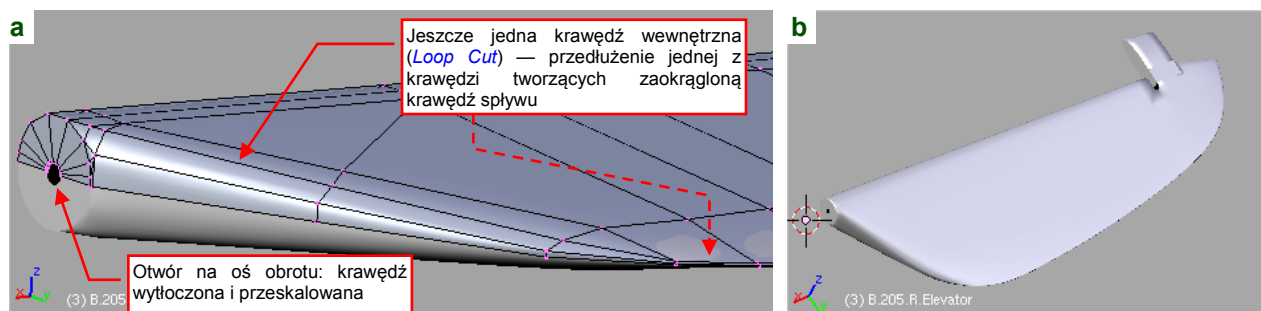 a
Jeszcze jedna krawędź wewnętrzna
(Loop Cut) — przedłużenie jednej z
krawędzi tworzących zaokrągloną
krawędź spływu
Otwór na oś obrotu: krawędź
wytłoczona i przeskalowana
z
x
y
(3) B.205
b
z
x
y
(3) B.205.R.Elevator